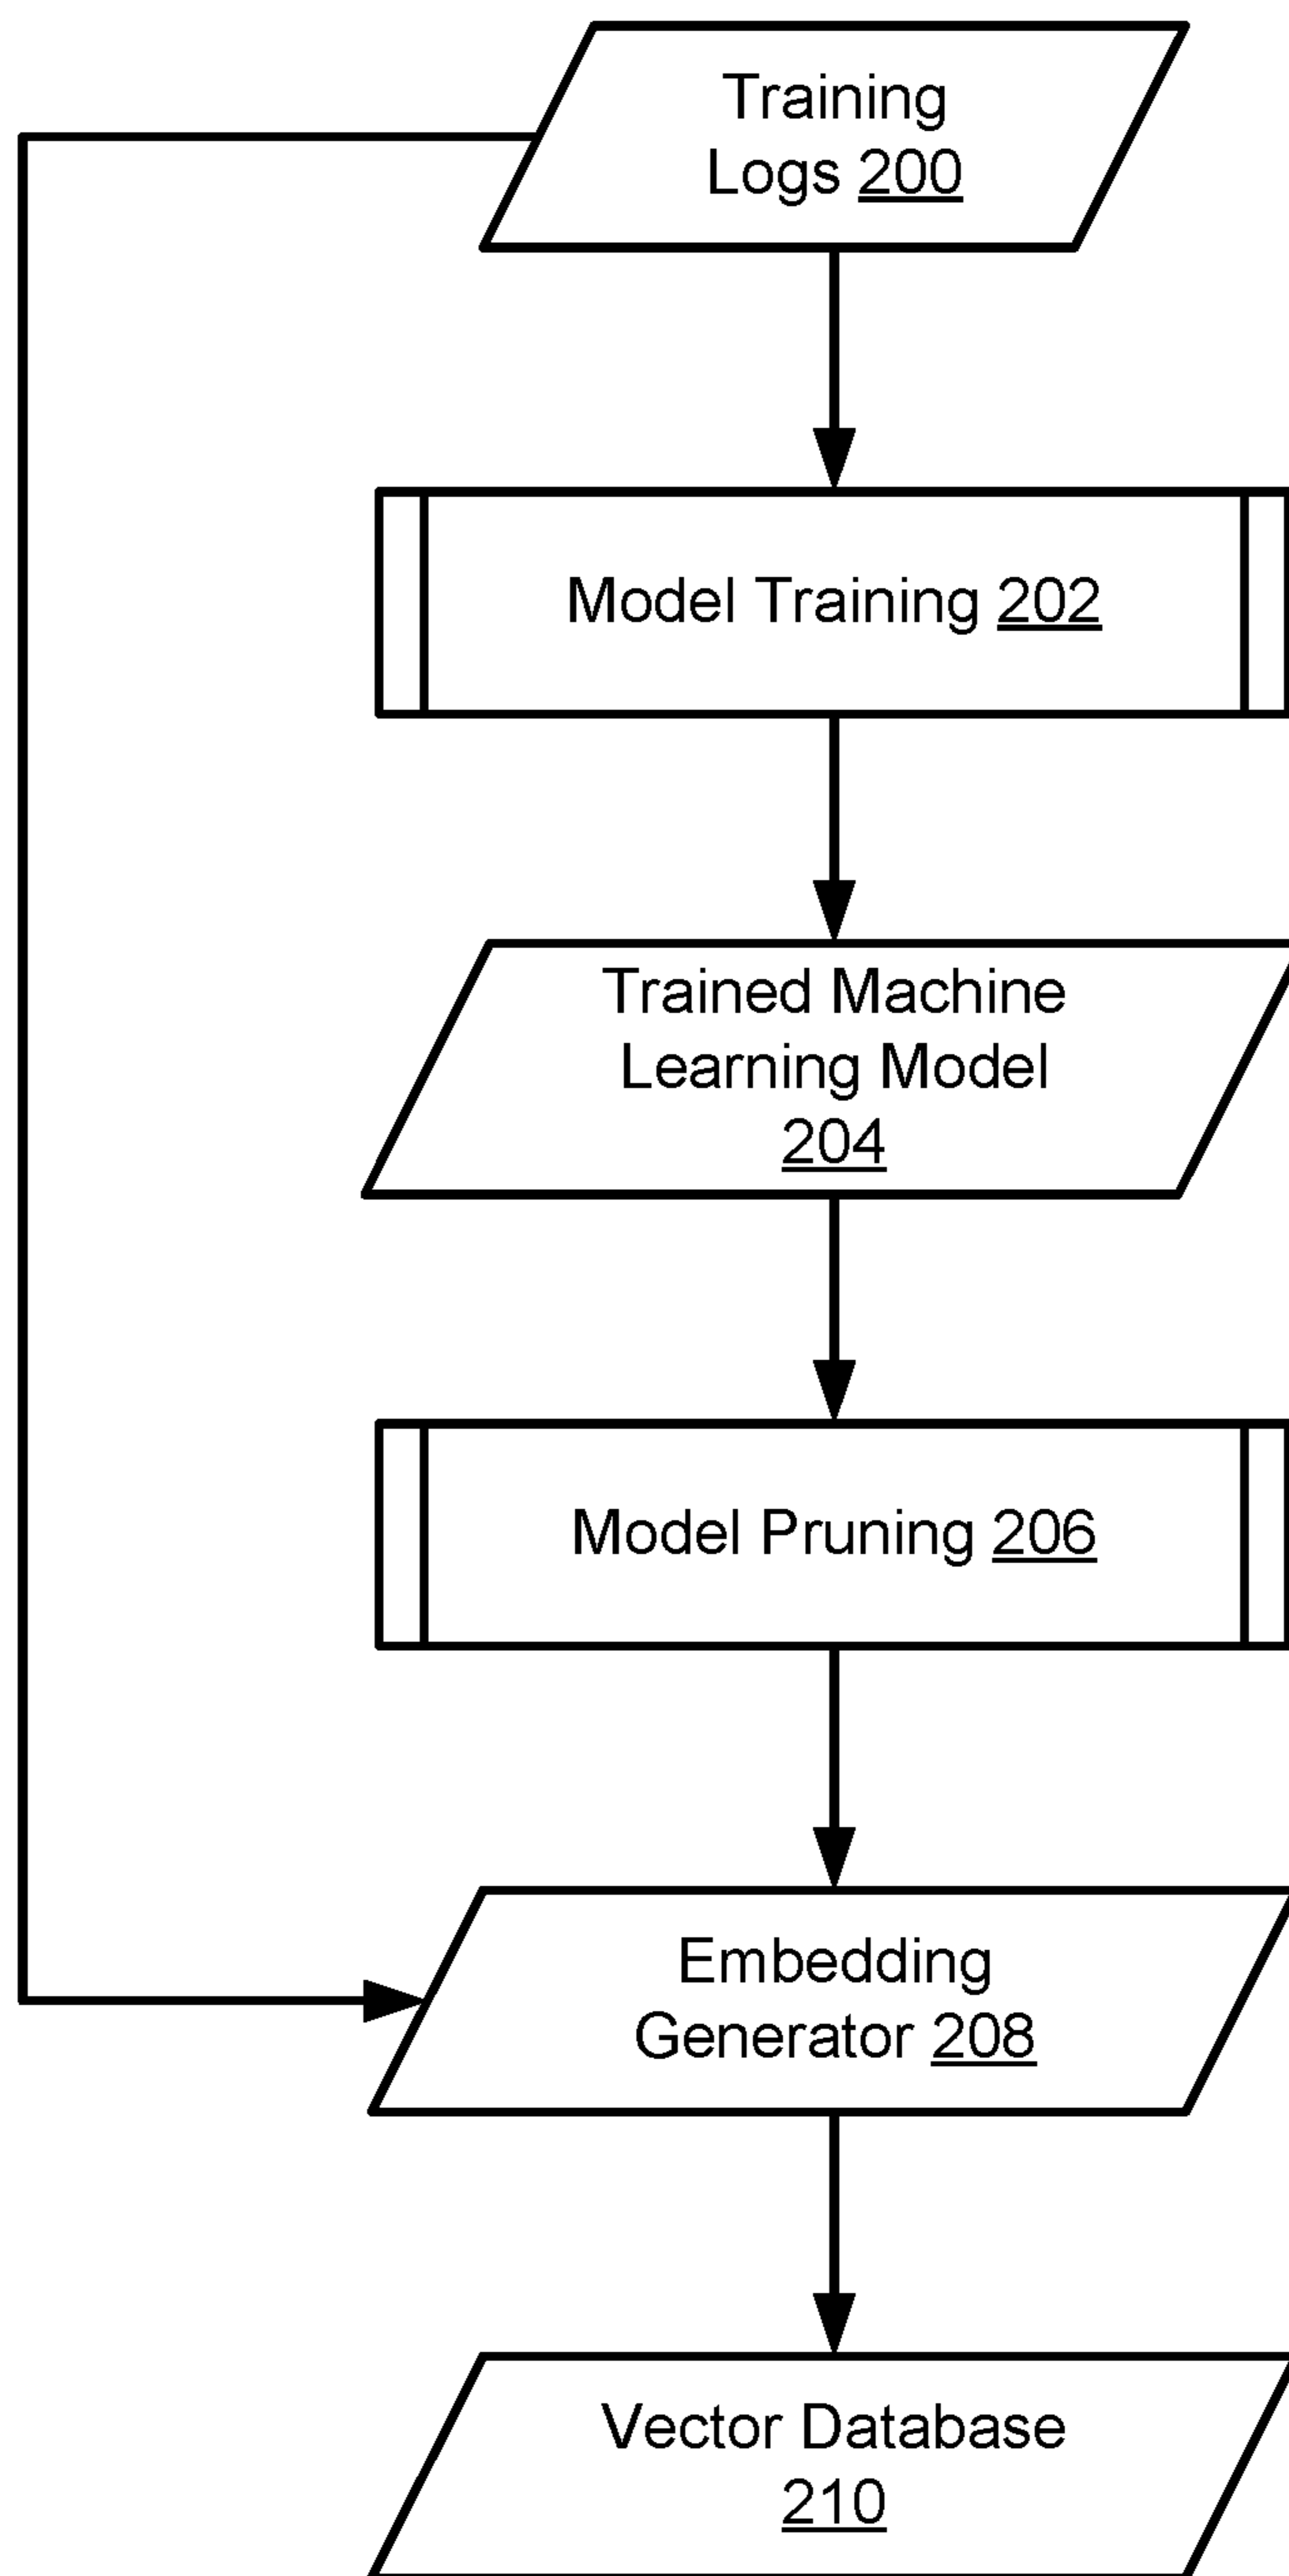 Training
Logs 200
Model Training 202
Trained Machine
Learning Model
204
Model Pruning 206
Embedding
Generator 208
Vector Database
210